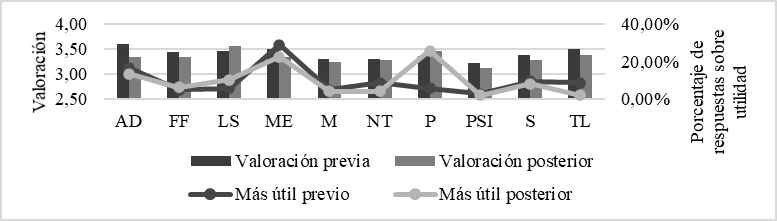 4,00
3,50
3,00
2,50
Valoración
40,00%
20,00%
0,00%
Porcentaje de
respuestas sobre
utilidad
AD FF LS ME M NT P PSI S TL
Valoración previa Valoración posterior
Más útil previo Más útil posterior